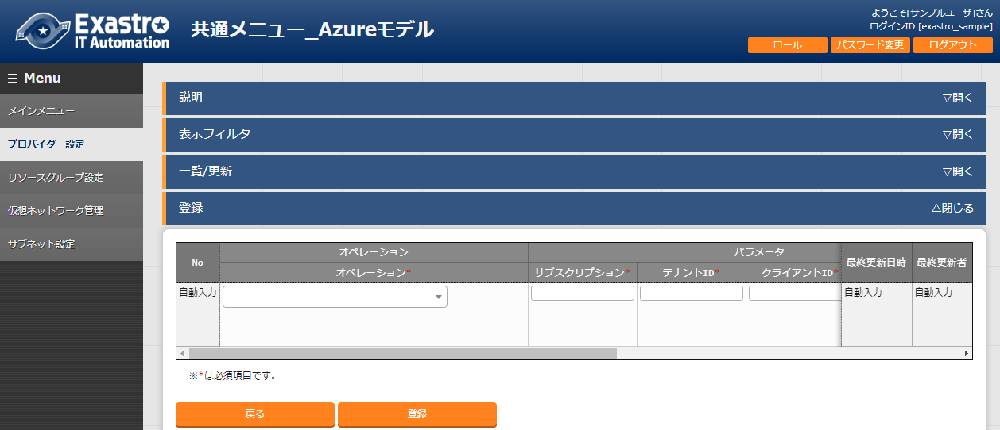 Exastro
IT Automation
共通メニュー_Azureモデル
ようこそ[サンプルユーザ]さん
ログインID [exastro_sample]
ロール
パスワード変更
ログアウト
Menu
メインメニュー
プロバイダー設定
リソースグループ設定
仮想ネットワーク管理
サブネット設定
説明 ▽開く
表示フィルタ ▽開く
一覧/更新 ▽開く
登録 △閉じる
No
オペレーション
パラメータ
最終更新日時
最終更新者
オペレーション*
サブスクリプション*
テナントID*
クライアントID*
自動入力
自動入力
自動入力
※*は必須項目です。
戻る
登録